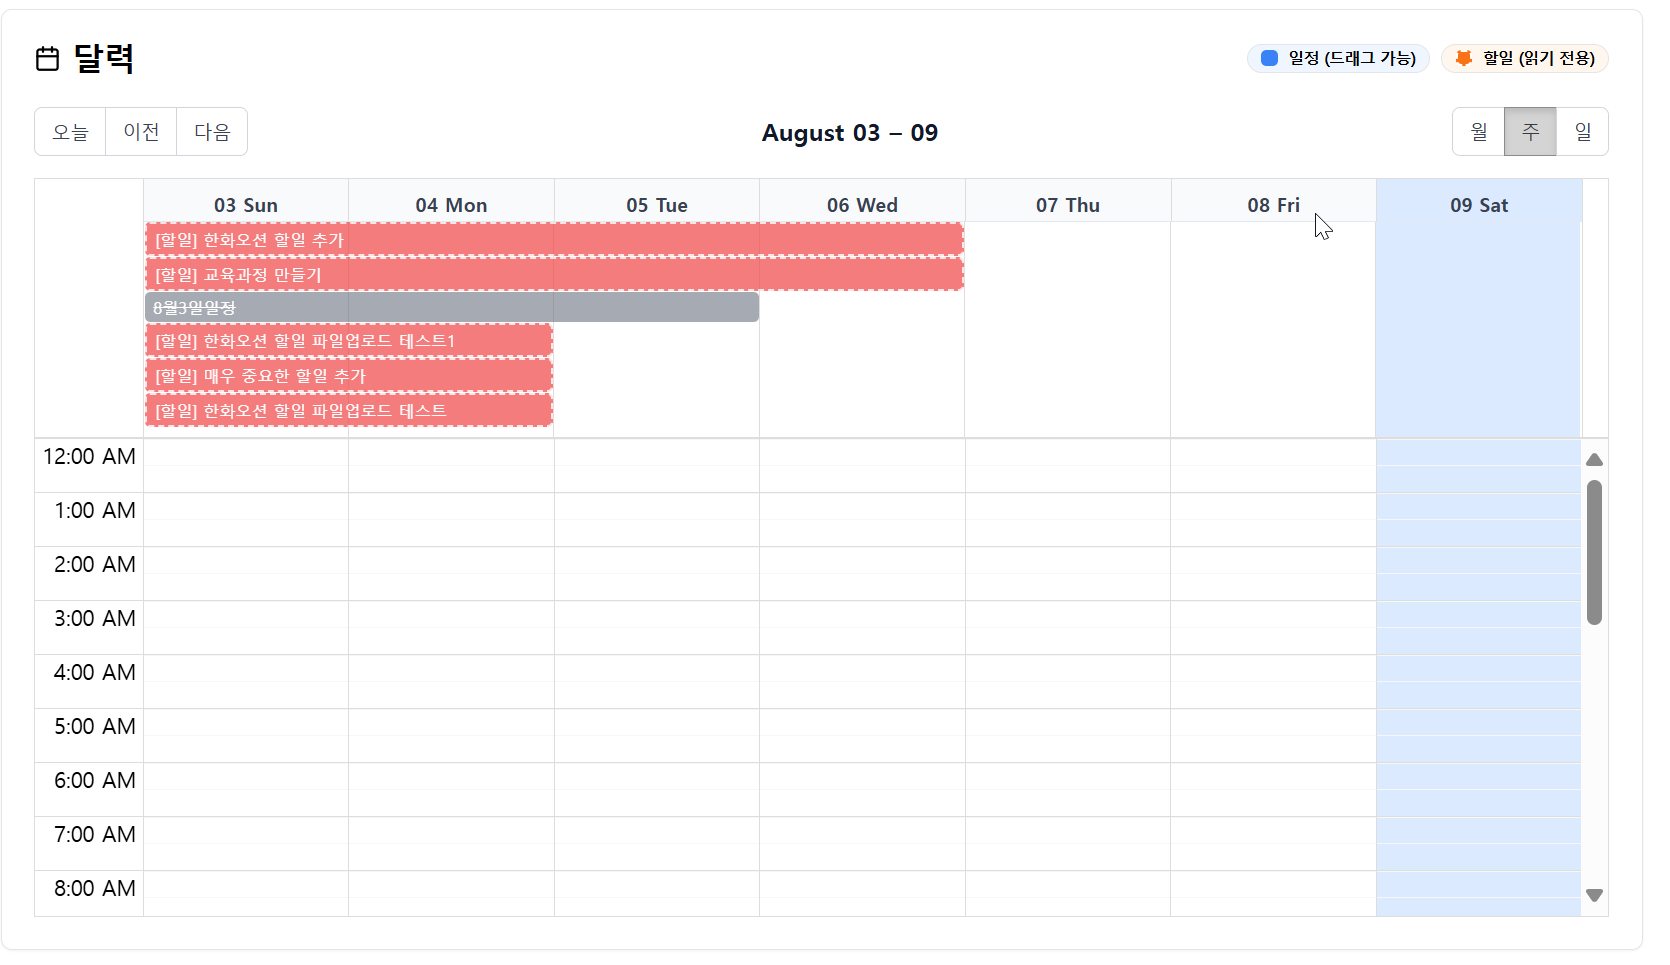 달력
일정 (드래그 가능)
할일 (읽기 전용)
오늘 이전 다음
August 03 – 09
월 주 일
03 Sun 04 Mon 05 Tue 06 Wed 07 Thu 08 Fri 09 Sat
[할일] 한화오션 할일 추가
[할일] 교육과정 만들기
8월3일일정
[할일] 한화오션 할일 파일업로드 테스트1
[할일] 매우 중요한 할일 추가
[할일] 한화오션 할일 파일업로드 테스트
12:00 AM
1:00 AM
2:00 AM
3:00 AM
4:00 AM
5:00 AM
6:00 AM
7:00 AM
8:00 AM